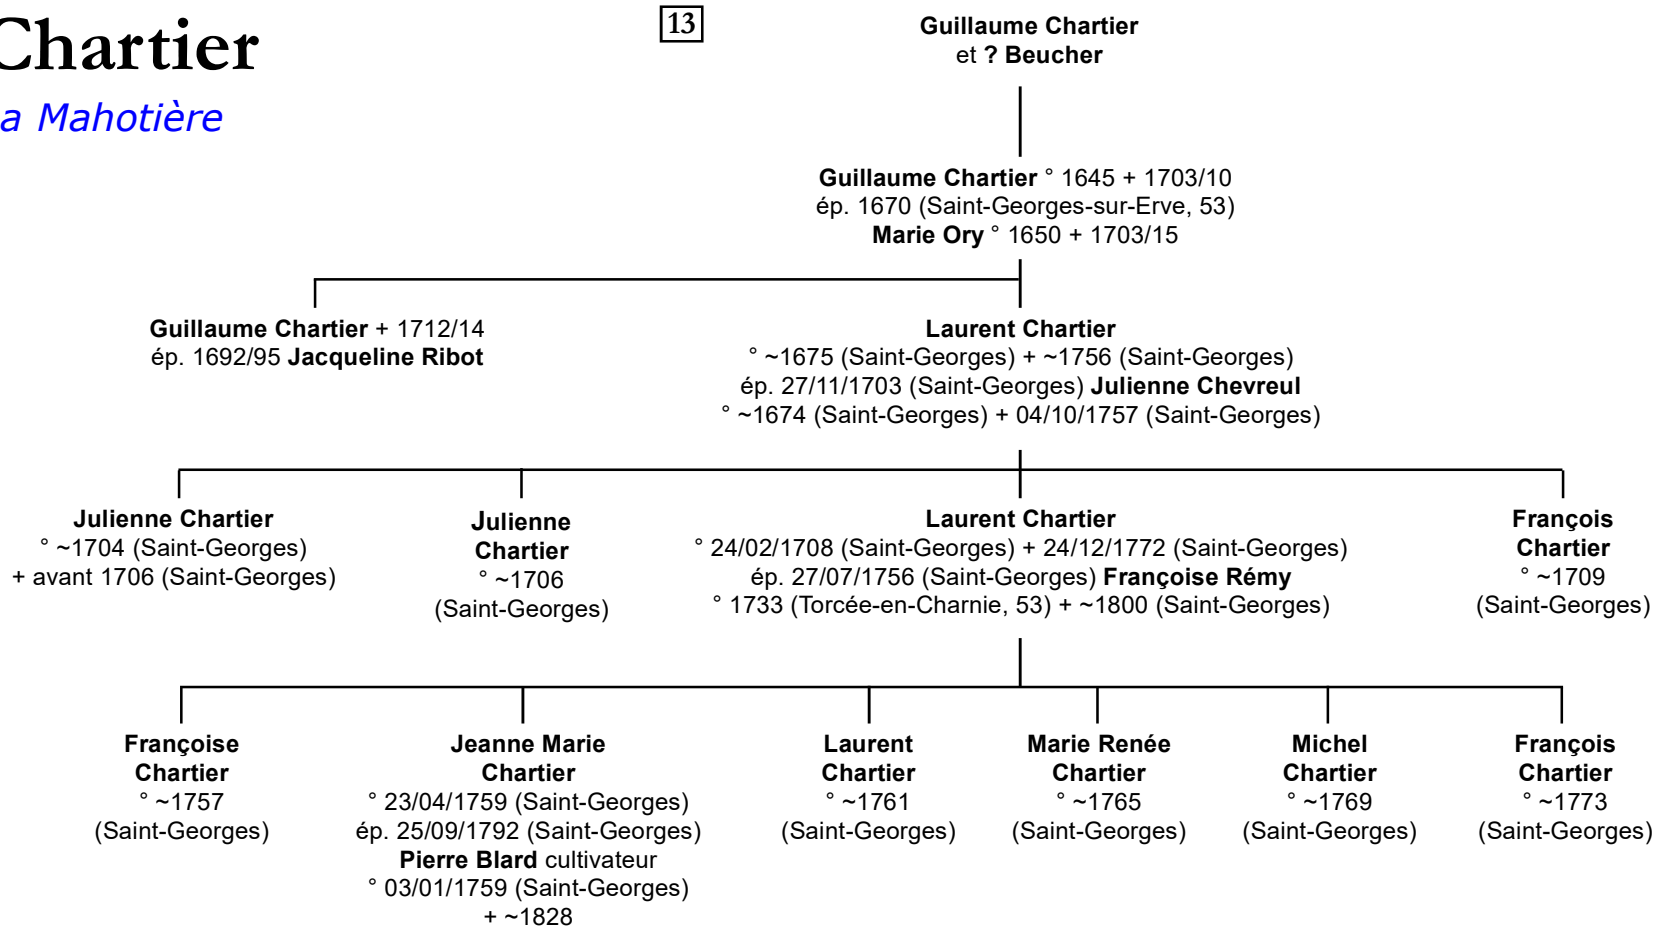 Chartier
a Mahotière
13
Guillaume Chartier
et ? Beucher
Guillaume Chartier ° 1645 + 1703/10
ép. 1670 (Saint-Georges-sur-Erve, 53)
Marie Ory ° 1650 + 1703/15
Guillaume Chartier + 1712/14
ép. 1692/95 Jacqueline Ribot
Laurent Chartier
° ~1675 (Saint-Georges) + ~1756 (Saint-Georges)
ép. 27/11/1703 (Saint-Georges) Julienne Chevreul
° ~1674 (Saint-Georges) + 04/10/1757 (Saint-Georges)
Julienne Chartier
° ~1704 (Saint-Georges)
+ avant 1706 (Saint-Georges)
Julienne
Chartier
° ~1706
(Saint-Georges)
Laurent Chartier
° 24/02/1708 (Saint-Georges) + 24/12/1772 (Saint-Georges)
ép. 27/07/1756 (Saint-Georges) Françoise Rémy
° 1733 (Torcée-en-Charnie, 53) + ~1800 (Saint-Georges)
François
Chartier
° ~1709
(Saint-Georges)
Françoise
Chartier
° ~1757
(Saint-Georges)
Jeanne Marie
Chartier
° 23/04/1759 (Saint-Georges)
ép. 25/09/1792 (Saint-Georges)
Pierre Blard cultivateur
° 03/01/1759 (Saint-Georges)
+ ~1828
Laurent
Chartier
° ~1761
(Saint-Georges)
Marie Renée
Chartier
° ~1765
(Saint-Georges)
Michel
Chartier
° ~1769
(Saint-Georges)
François
Chartier
° ~1773
(Saint-Georges)